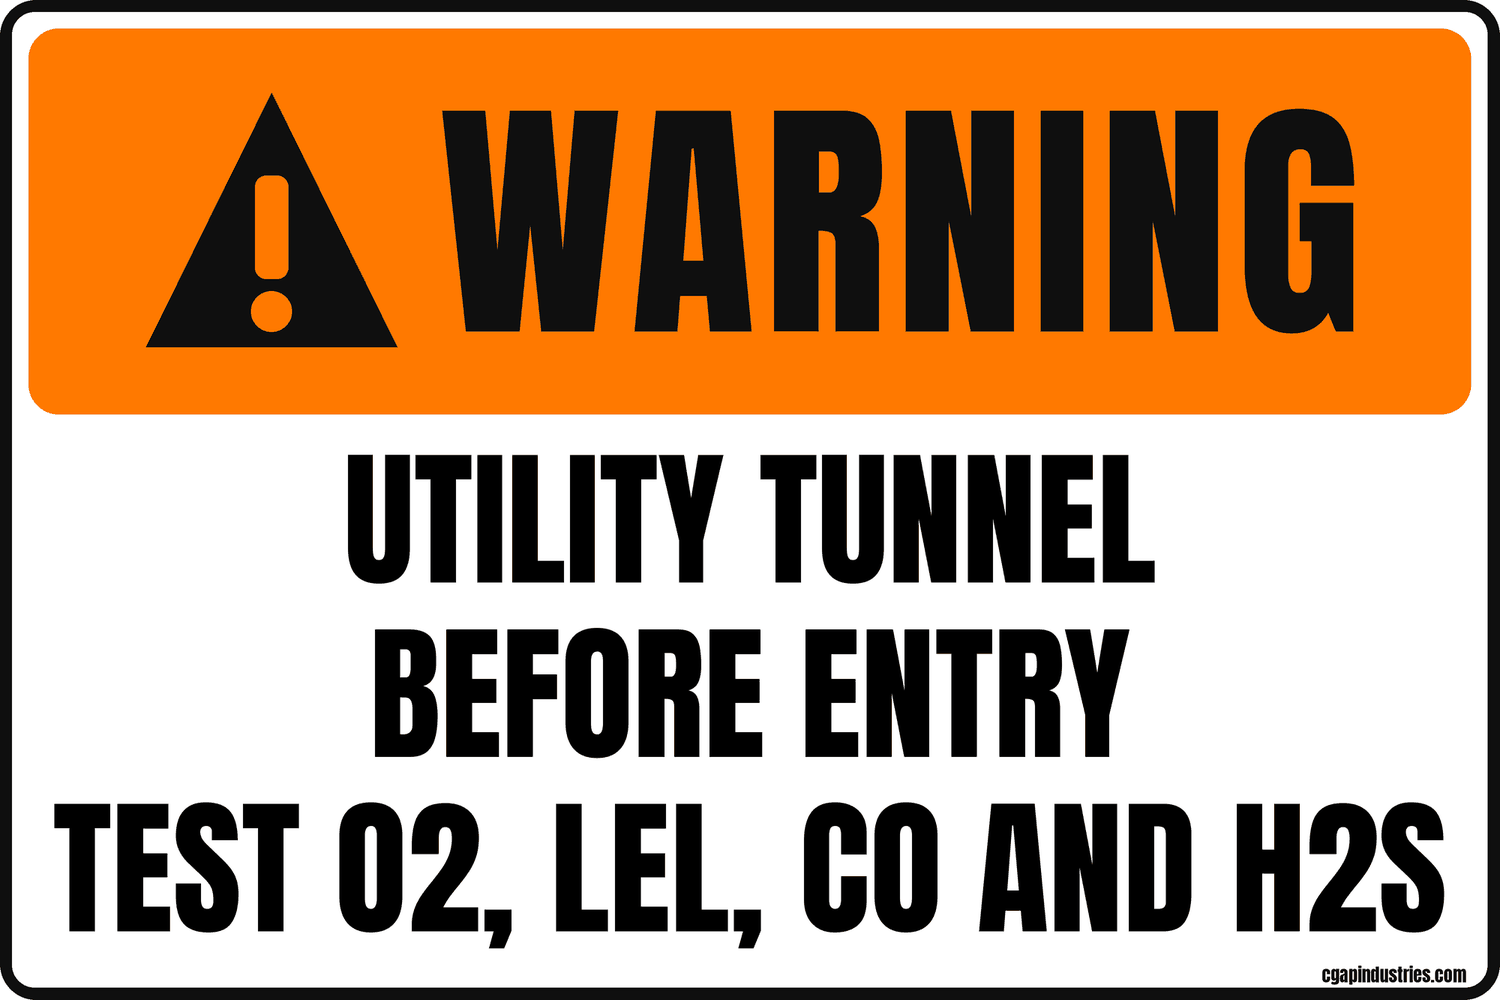 WARNING
UTILITY TUNNEL
BEFORE ENTRY
TEST O2, LEL, CO AND H2S
cgapindustries.com